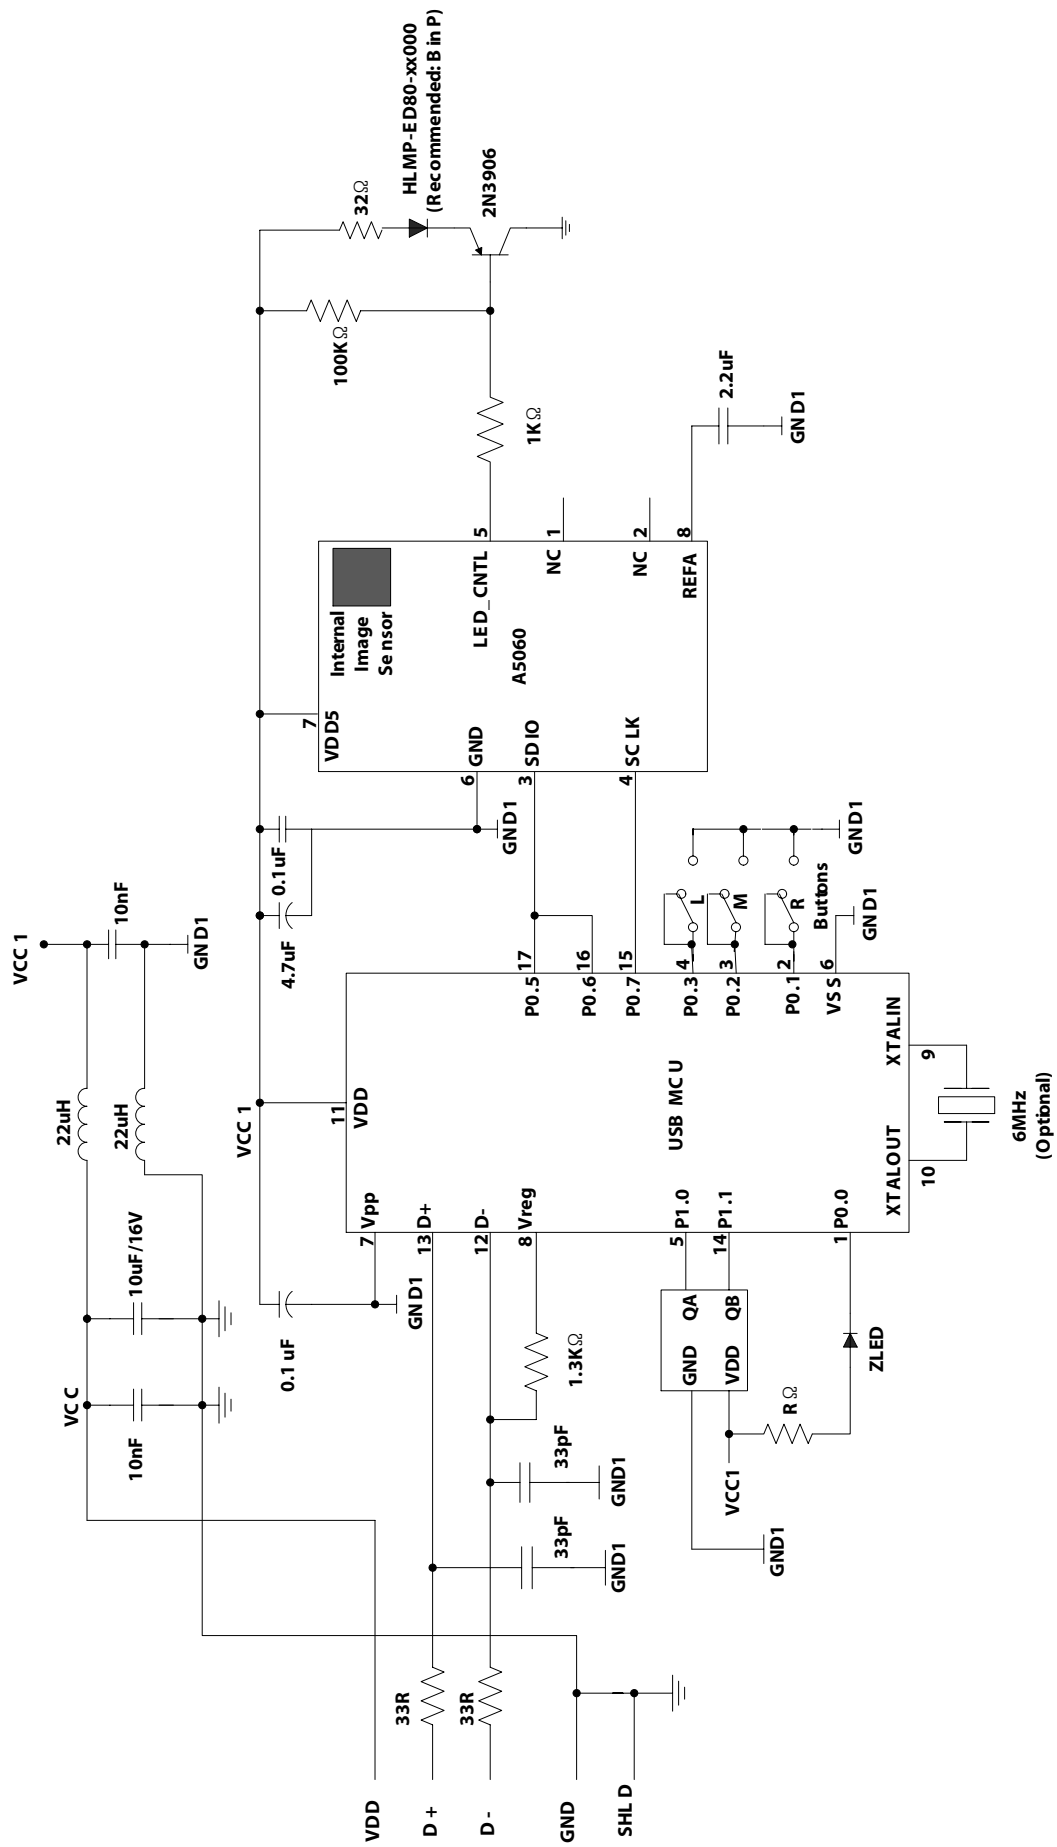 VCC 1
10nF
GND1
22uH
22uH
10uF/16V
VCC
10nF
VDD
D+
D-
GND
SHLD
33R
33R
33pF
GND1
33pF
GND1
1.3KΩ
0.1 uF
GND1
VCC 1
4.7uF
0.1uF
GND1
7 Vpp
13 D+
12 D-
8 Vreg
5 P1.0
14 P1.1
1 P0.0
11
VDD
USB MCU
P0.5 17
P0.6 16
P0.7 15
P0.3 4
P0.2 3
P0.1 2
VSS 6
GND1
XTALOUT
10
XTALIN
9
6MHz
(Optional)
GND QA
VDD QB
VCC1
GND1
RΩ
ZLED
L
M
R
Buttons
GND1
7
VDD5
Internal
Image
Sensor
6 GND
3 SDIO
4 SCLK
A5060
LED_CNTL 5
NC 1
NC 2
REFA 8
2.2uF
GND1
1KΩ
100KΩ
32Ω
HLMP-ED80-xx000
(Recommended: B in P)
2N3906